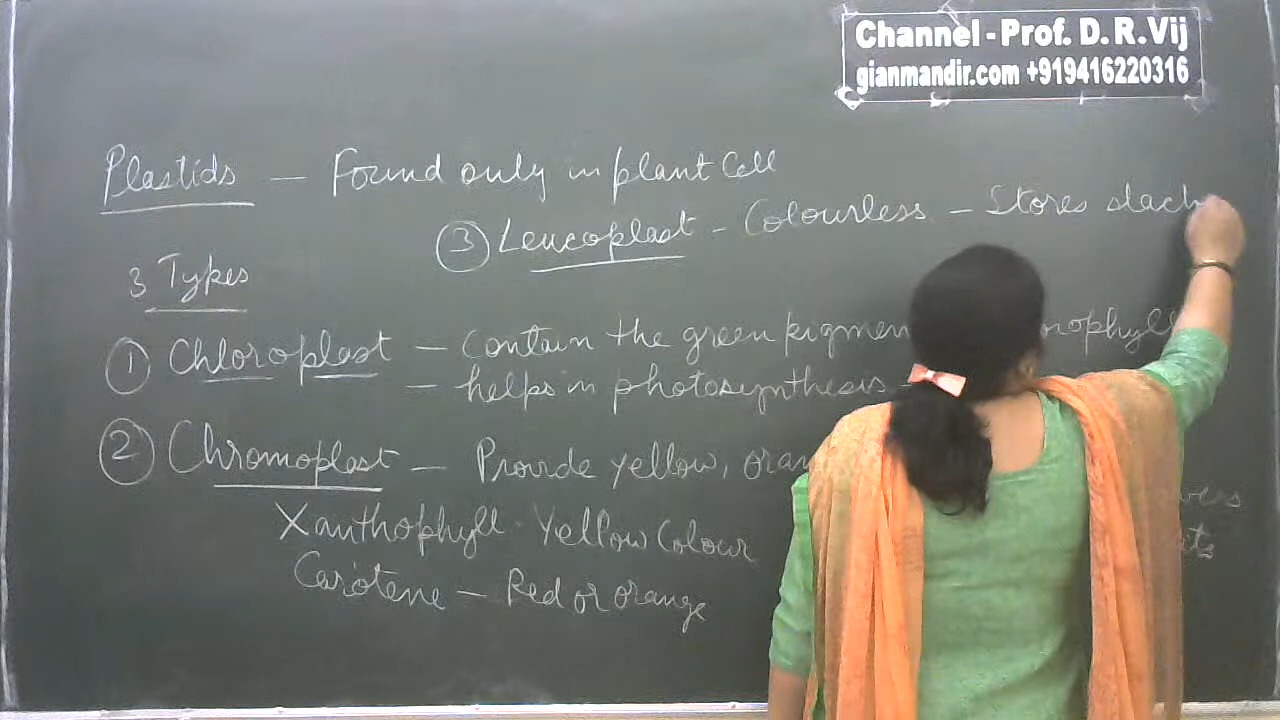 Channel - Prof. D. R. Vij
gianmandir.com +919416220316
Plastids — Found only in plant Cell
③ Leucoplast - Colourless — Stores
3 Types
① Chloroplast — Contain the green
— helps in photosynthesis —
② Chromoplast — Provide yellow,
Xanthophyll - Yellow Colour
Carotene — Red or orange